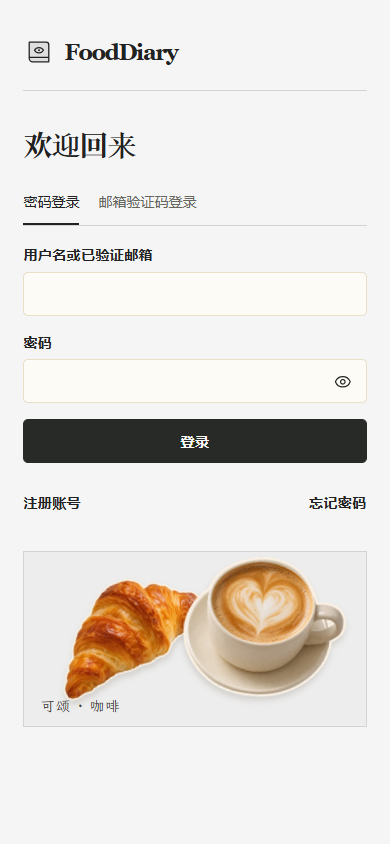 FoodDiary
欢迎回来
密码登录 邮箱验证码登录
用户名或已验证邮箱
密码
登录
注册账号 忘记密码
可颂 · 咖啡